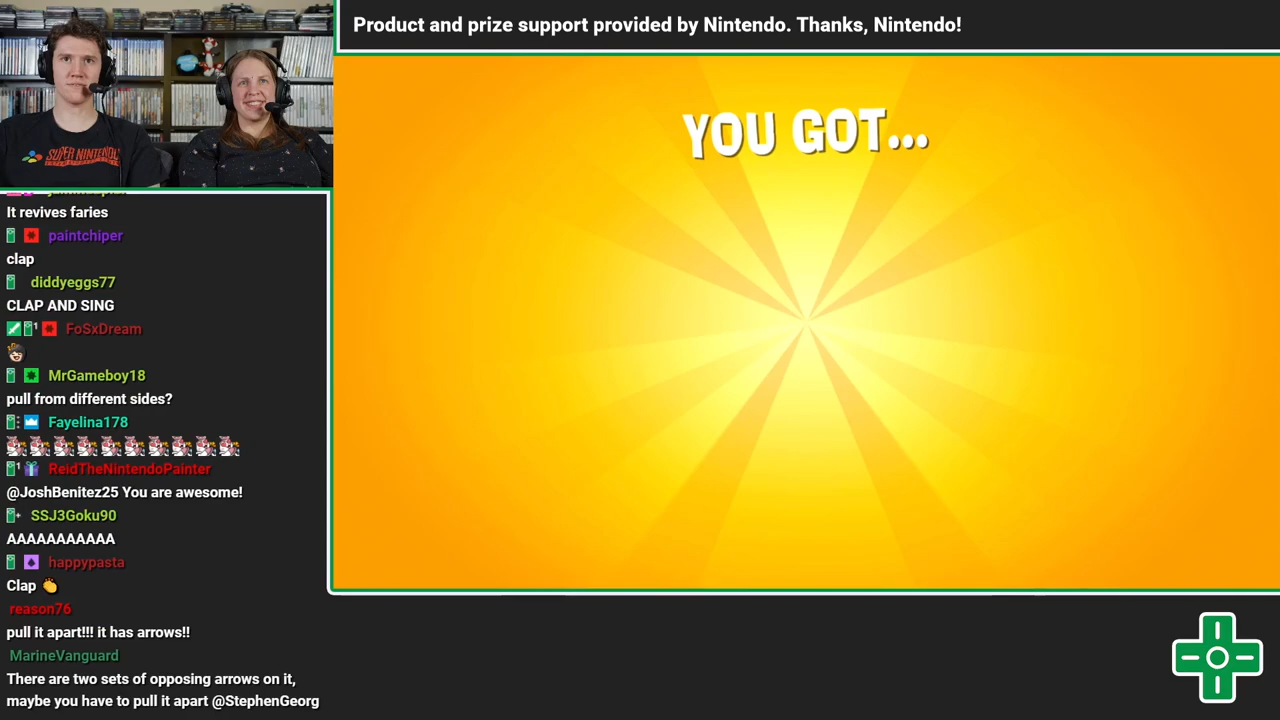 Product and prize support provided by Nintendo. Thanks, Nintendo!
SUPER NINTENDO
YOU GOT...
It revives faries
paintchiper
clap
diddyeggs77
CLAP AND SING
FoSxDream
MrGameboy18
pull from different sides?
Fayelina178
ReidTheNintendoPainter
@JoshBenitez25 You are awesome!
SSJ3Goku90
AAAAAAAAAAA
happypasta
Clap 👏
reason76
pull it apart!!! it has arrows!!
MarineVanguard
There are two sets of opposing arrows on it,
maybe you have to pull it apart @StephenGeorg